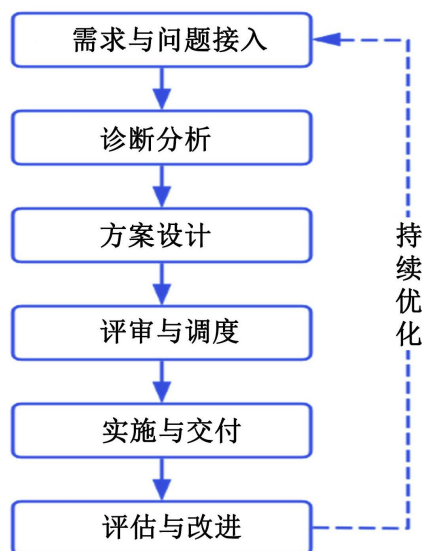 需求与问题接入
诊断分析
方案设计
评审与调度
实施与交付
评估与改进
持续优化